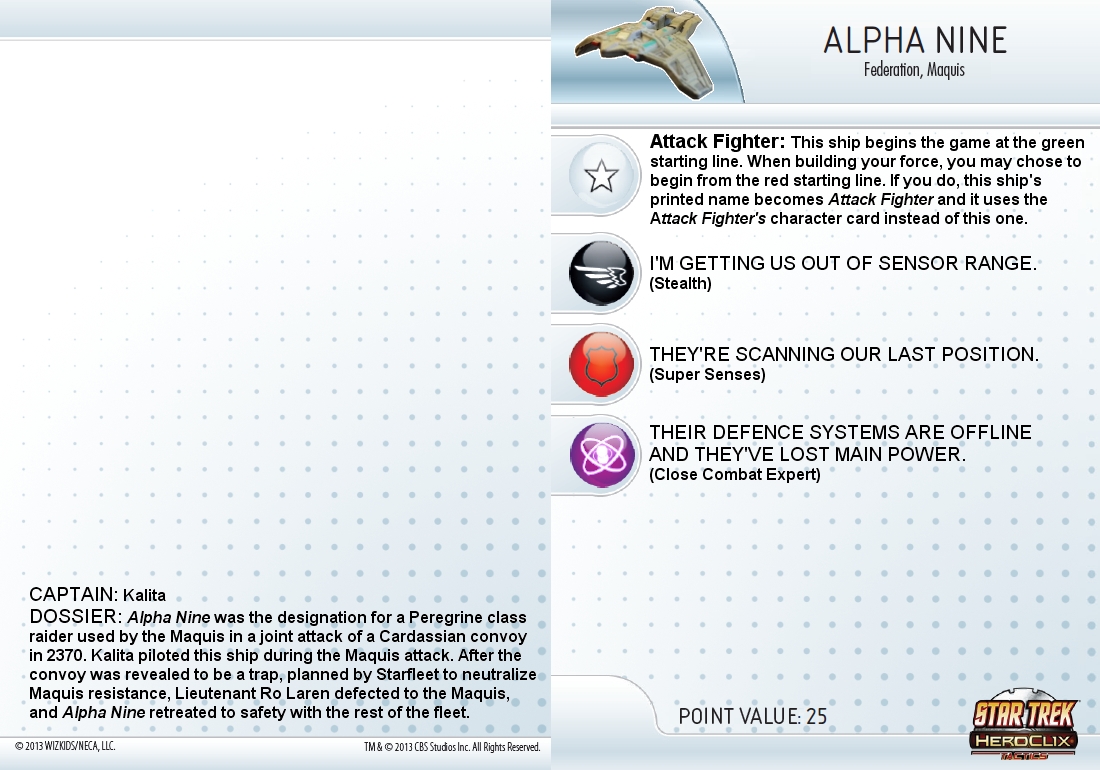 CAPTAIN: Kalita
DOSSIER: Alpha Nine was the designation for a Peregrine class
raider used by the Maquis in a joint attack of a Cardassian convoy
in 2370. Kalita piloted this ship during the Maquis attack. After the
convoy was revealed to be a trap, planned by Starfleet to neutralize
Maquis resistance, Lieutenant Ro Laren defected to the Maquis,
and Alpha Nine retreated to safety with the rest of the fleet.
© 2013 WIZKIDS/NECA, LLC.
TM & © 2013 CBS Studios Inc. All Rights Reserved.
ALPHA NINE
Federation, Maquis
Attack Fighter: This ship begins the game at the green
starting line. When building your force, you may chose to
begin from the red starting line. If you do, this ship's
printed name becomes Attack Fighter and it uses the
Attack Fighter's character card instead of this one.
I'M GETTING US OUT OF SENSOR RANGE.
(Stealth)
THEY'RE SCANNING OUR LAST POSITION.
(Super Senses)
THEIR DEFENCE SYSTEMS ARE OFFLINE
AND THEY'VE LOST MAIN POWER.
(Close Combat Expert)
POINT VALUE: 25
STAR TREK
HEROCLIX
TACTICS